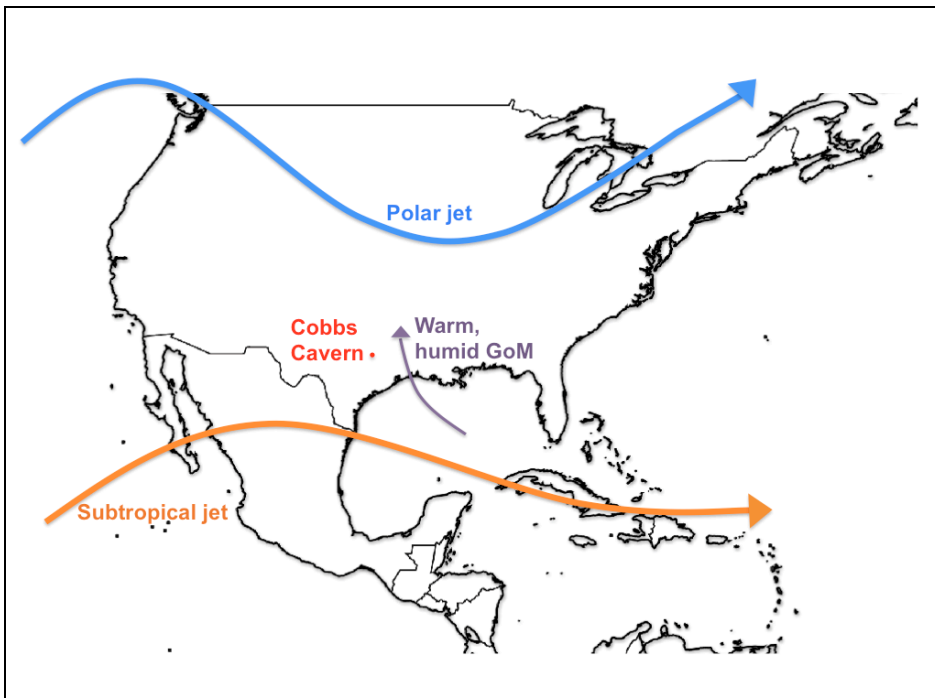 Polar jet
Cobbs
Cavern
Warm,
humid GoM
Subtropical jet